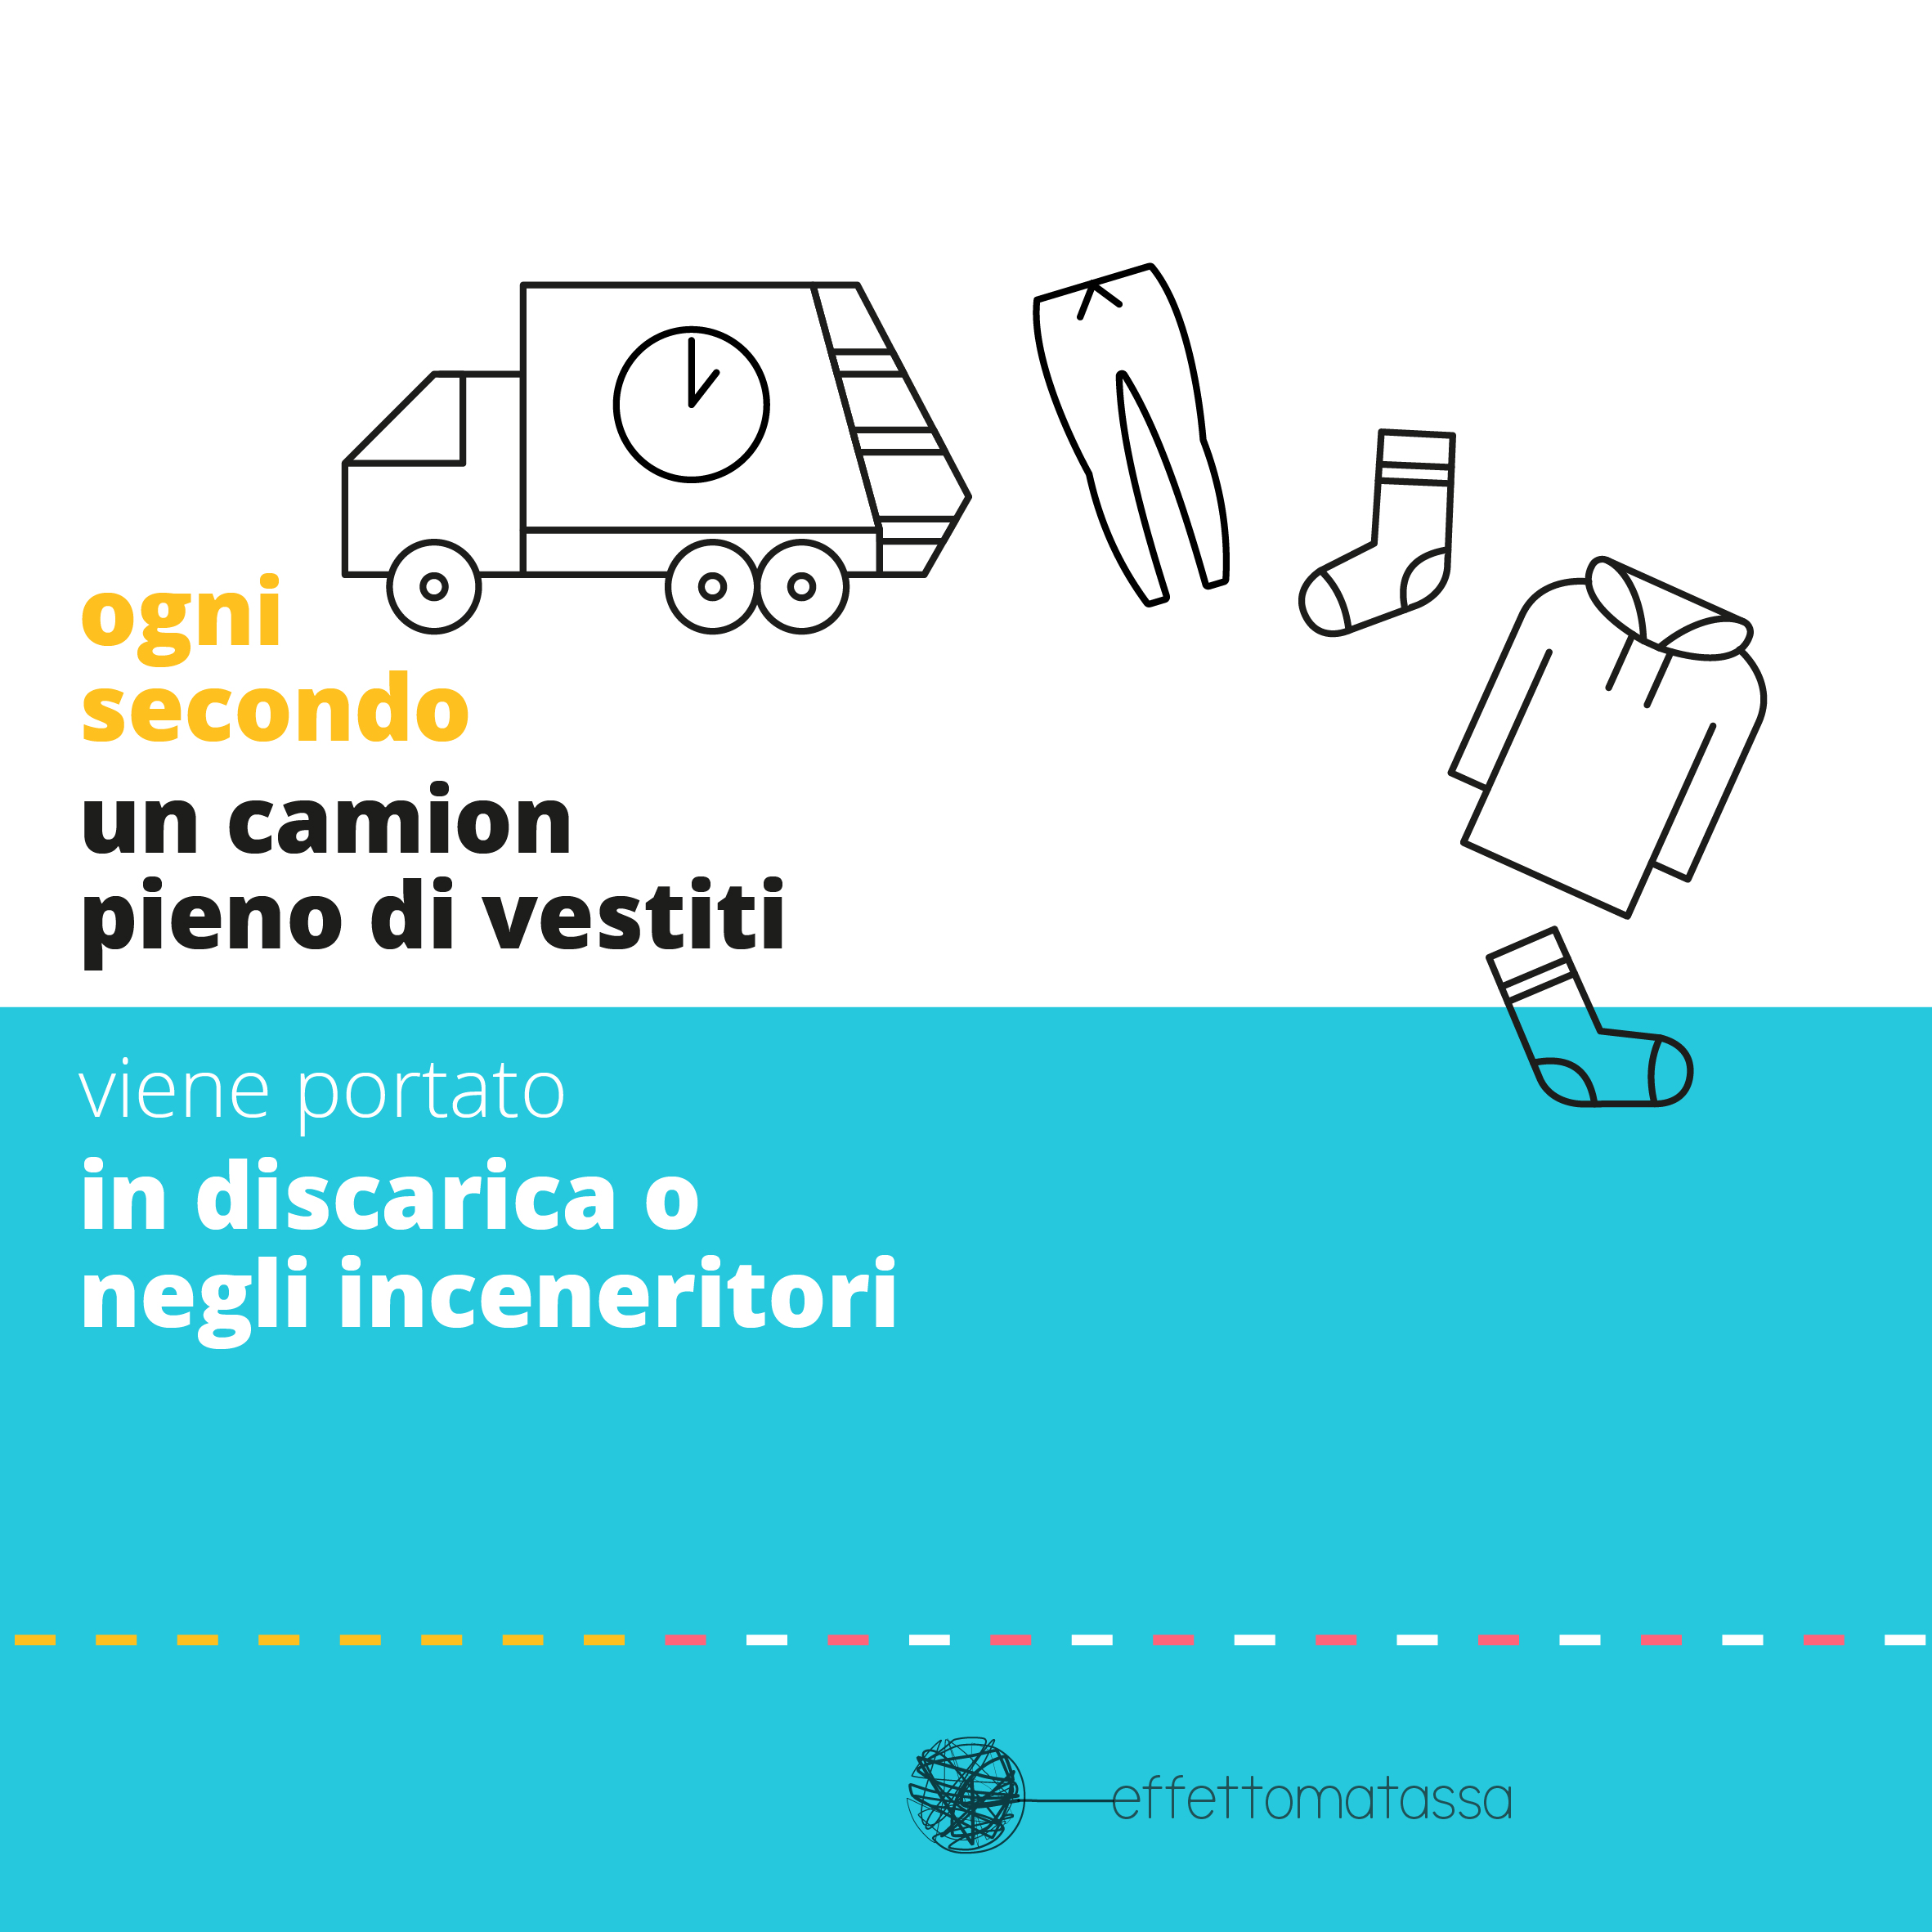 ogni
secondo
un camion
pieno di vestiti
viene portato
in discarica o
negli inceneritori
effettomatassa